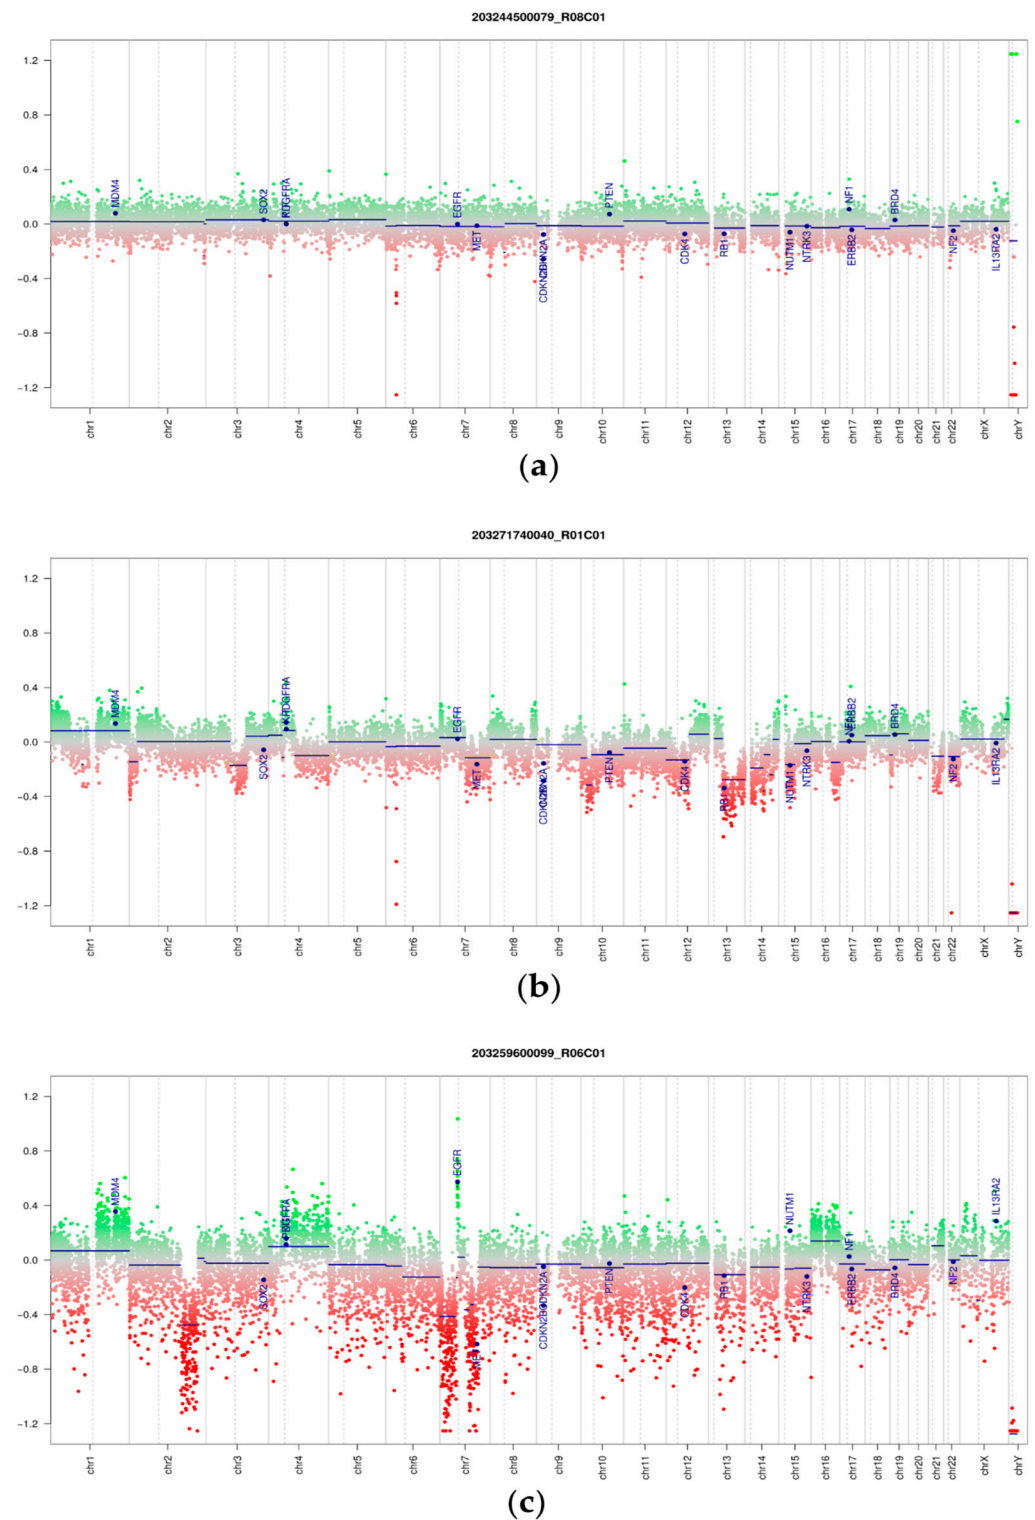 203244500079_R08C01
1.2
0.8
0.4
0.0
−0.4
−0.8
−1.2
MDM4
SOX2
PDGFRA
EGFR
MET
CDKN2A
PTEN
CDK4
RB1
NUTM1
NTRK3
NF1
ERBB2
BRD4
NF2
IL13RA2
chr1 chr2 chr3 chr4 chr5 chr6 chr7 chr8 chr9 chr10 chr11 chr12 chr13 chr14 chr15 chr16 chr17 chr18 chr19 chr20 chr21 chr22 chrX chrY
(a)
203271740040_R01C01
1.2
0.8
0.4
0.0
−0.4
−0.8
−1.2
MDM4
SOX2
PDGFRA
EGFR
MET
PTEN
CDK4
RB1
NUTM1
NTRK3
ERBB2
BRD4
NF2
IL13RA2
chr1 chr2 chr3 chr4 chr5 chr6 chr7 chr8 chr9 chr10 chr11 chr12 chr13 chr14 chr15 chr16 chr17 chr18 chr19 chr20 chr21 chr22 chrX chrY
(b)
203259600099_R06C01
1.2
0.8
0.4
0.0
−0.4
−0.8
−1.2
MDM4
SOX2
EGFR
MET
CDKN2A
CDKN2B
PTEN
CDK4
RB1
NUTM1
NTRK3
NF1
ERBB2
BRD4
NF2
IL13RA2
chr1 chr2 chr3 chr4 chr5 chr6 chr7 chr8 chr9 chr10 chr11 chr12 chr13 chr14 chr15 chr16 chr17 chr18 chr19 chr20 chr21 chr22 chrX chrY
(c)